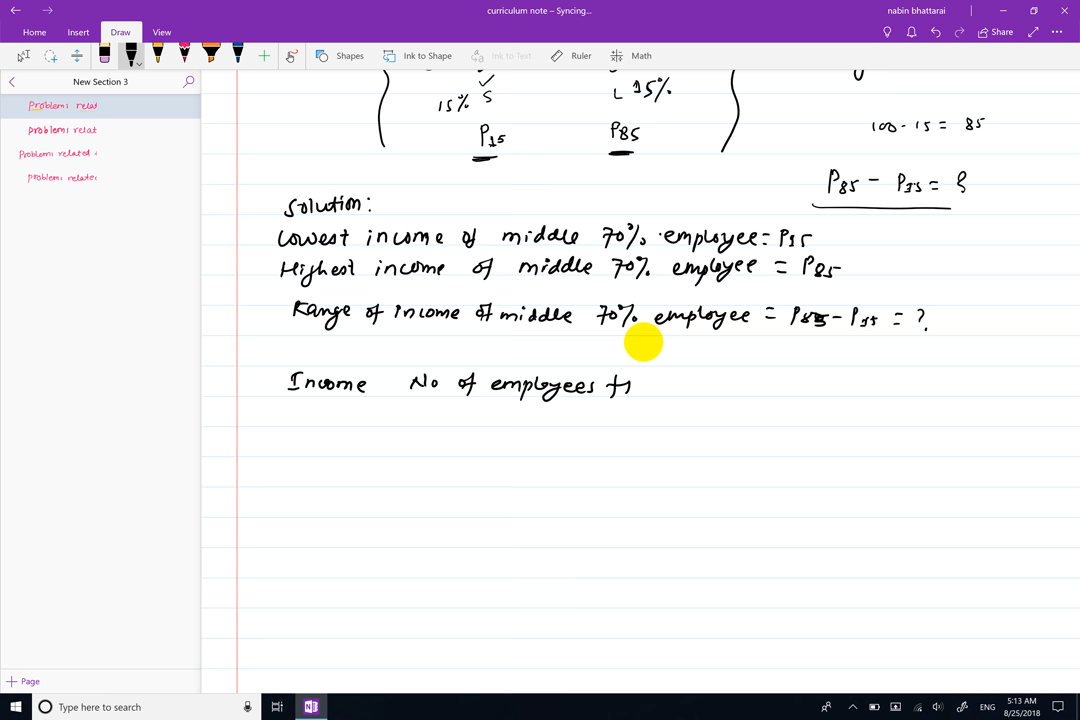 curriculum note – Syncing...
nabin bhattarai
Home Insert Draw View
Share
Shapes Ink to Shape Ink to Text Ruler Math
New Section 3
Problems relat
problem relat
Problem related
problem relate
15% S
L 15%
P15 P85
100 - 15 = 85
P85 - P15 = ?
Solution:
Lowest income of middle 70% employee = P15
Highest income of middle 70% employee = P85
Range of income of middle 70% employee = P85 - P15 = ?
Income No of employees
+ Page
Type here to search
ENG
5:13 AM
8/25/2018